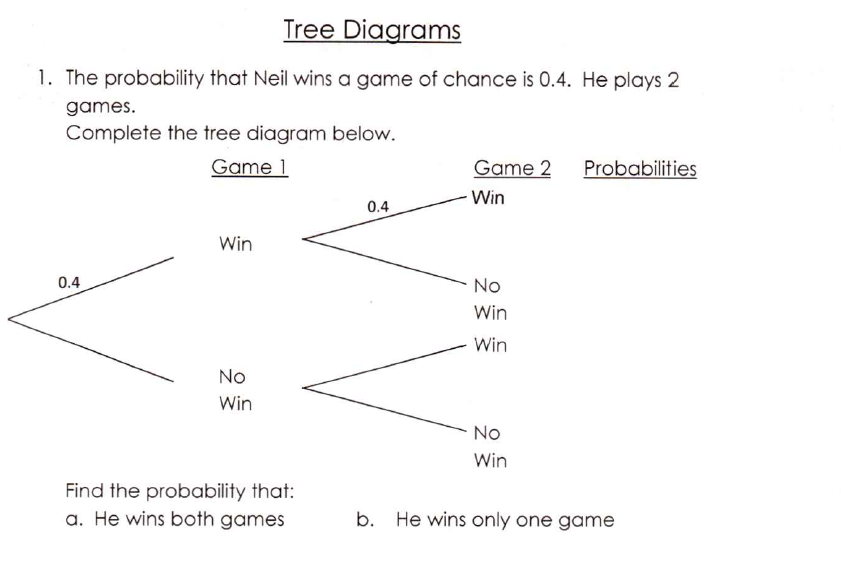 Tree Diagrams
1. The probability that Neil wins a game of chance is 0.4. He plays 2
games.
Complete the tree diagram below.
Game 1 Game 2 Probabilities
0.4 Win
Win
0.4 No
Win
Win
No
Win
No
Win
Find the probability that:
a. He wins both games b. He wins only one game